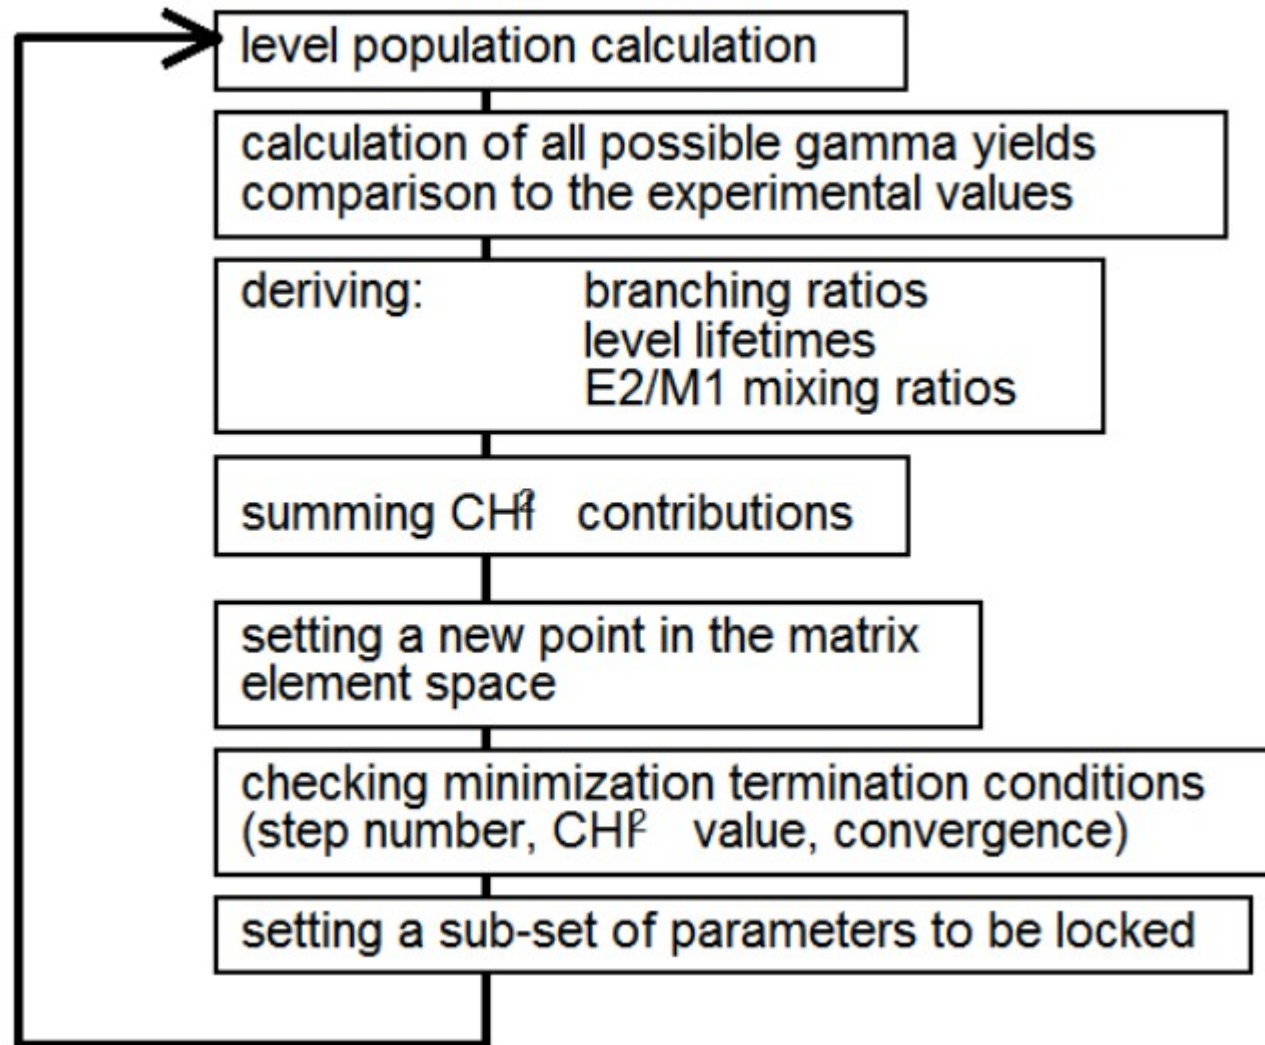 level population calculation
calculation of all possible gamma yields
comparison to the experimental values
deriving: branching ratios
level lifetimes
E2/M1 mixing ratios
summing CHI² contributions
setting a new point in the matrix
element space
checking minimization termination conditions
(step number, CHI² value, convergence)
setting a sub-set of parameters to be locked